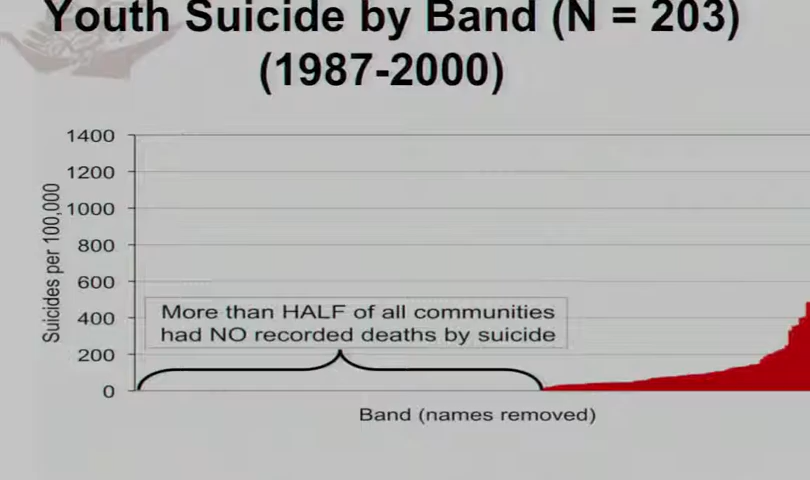 Youth Suicide by Band (N = 203)
(1987-2000)
1400
1200
1000
800
600
400
200
0
Suicides per 100,000
More than HALF of all communities
had NO recorded deaths by suicide
Band (names removed)